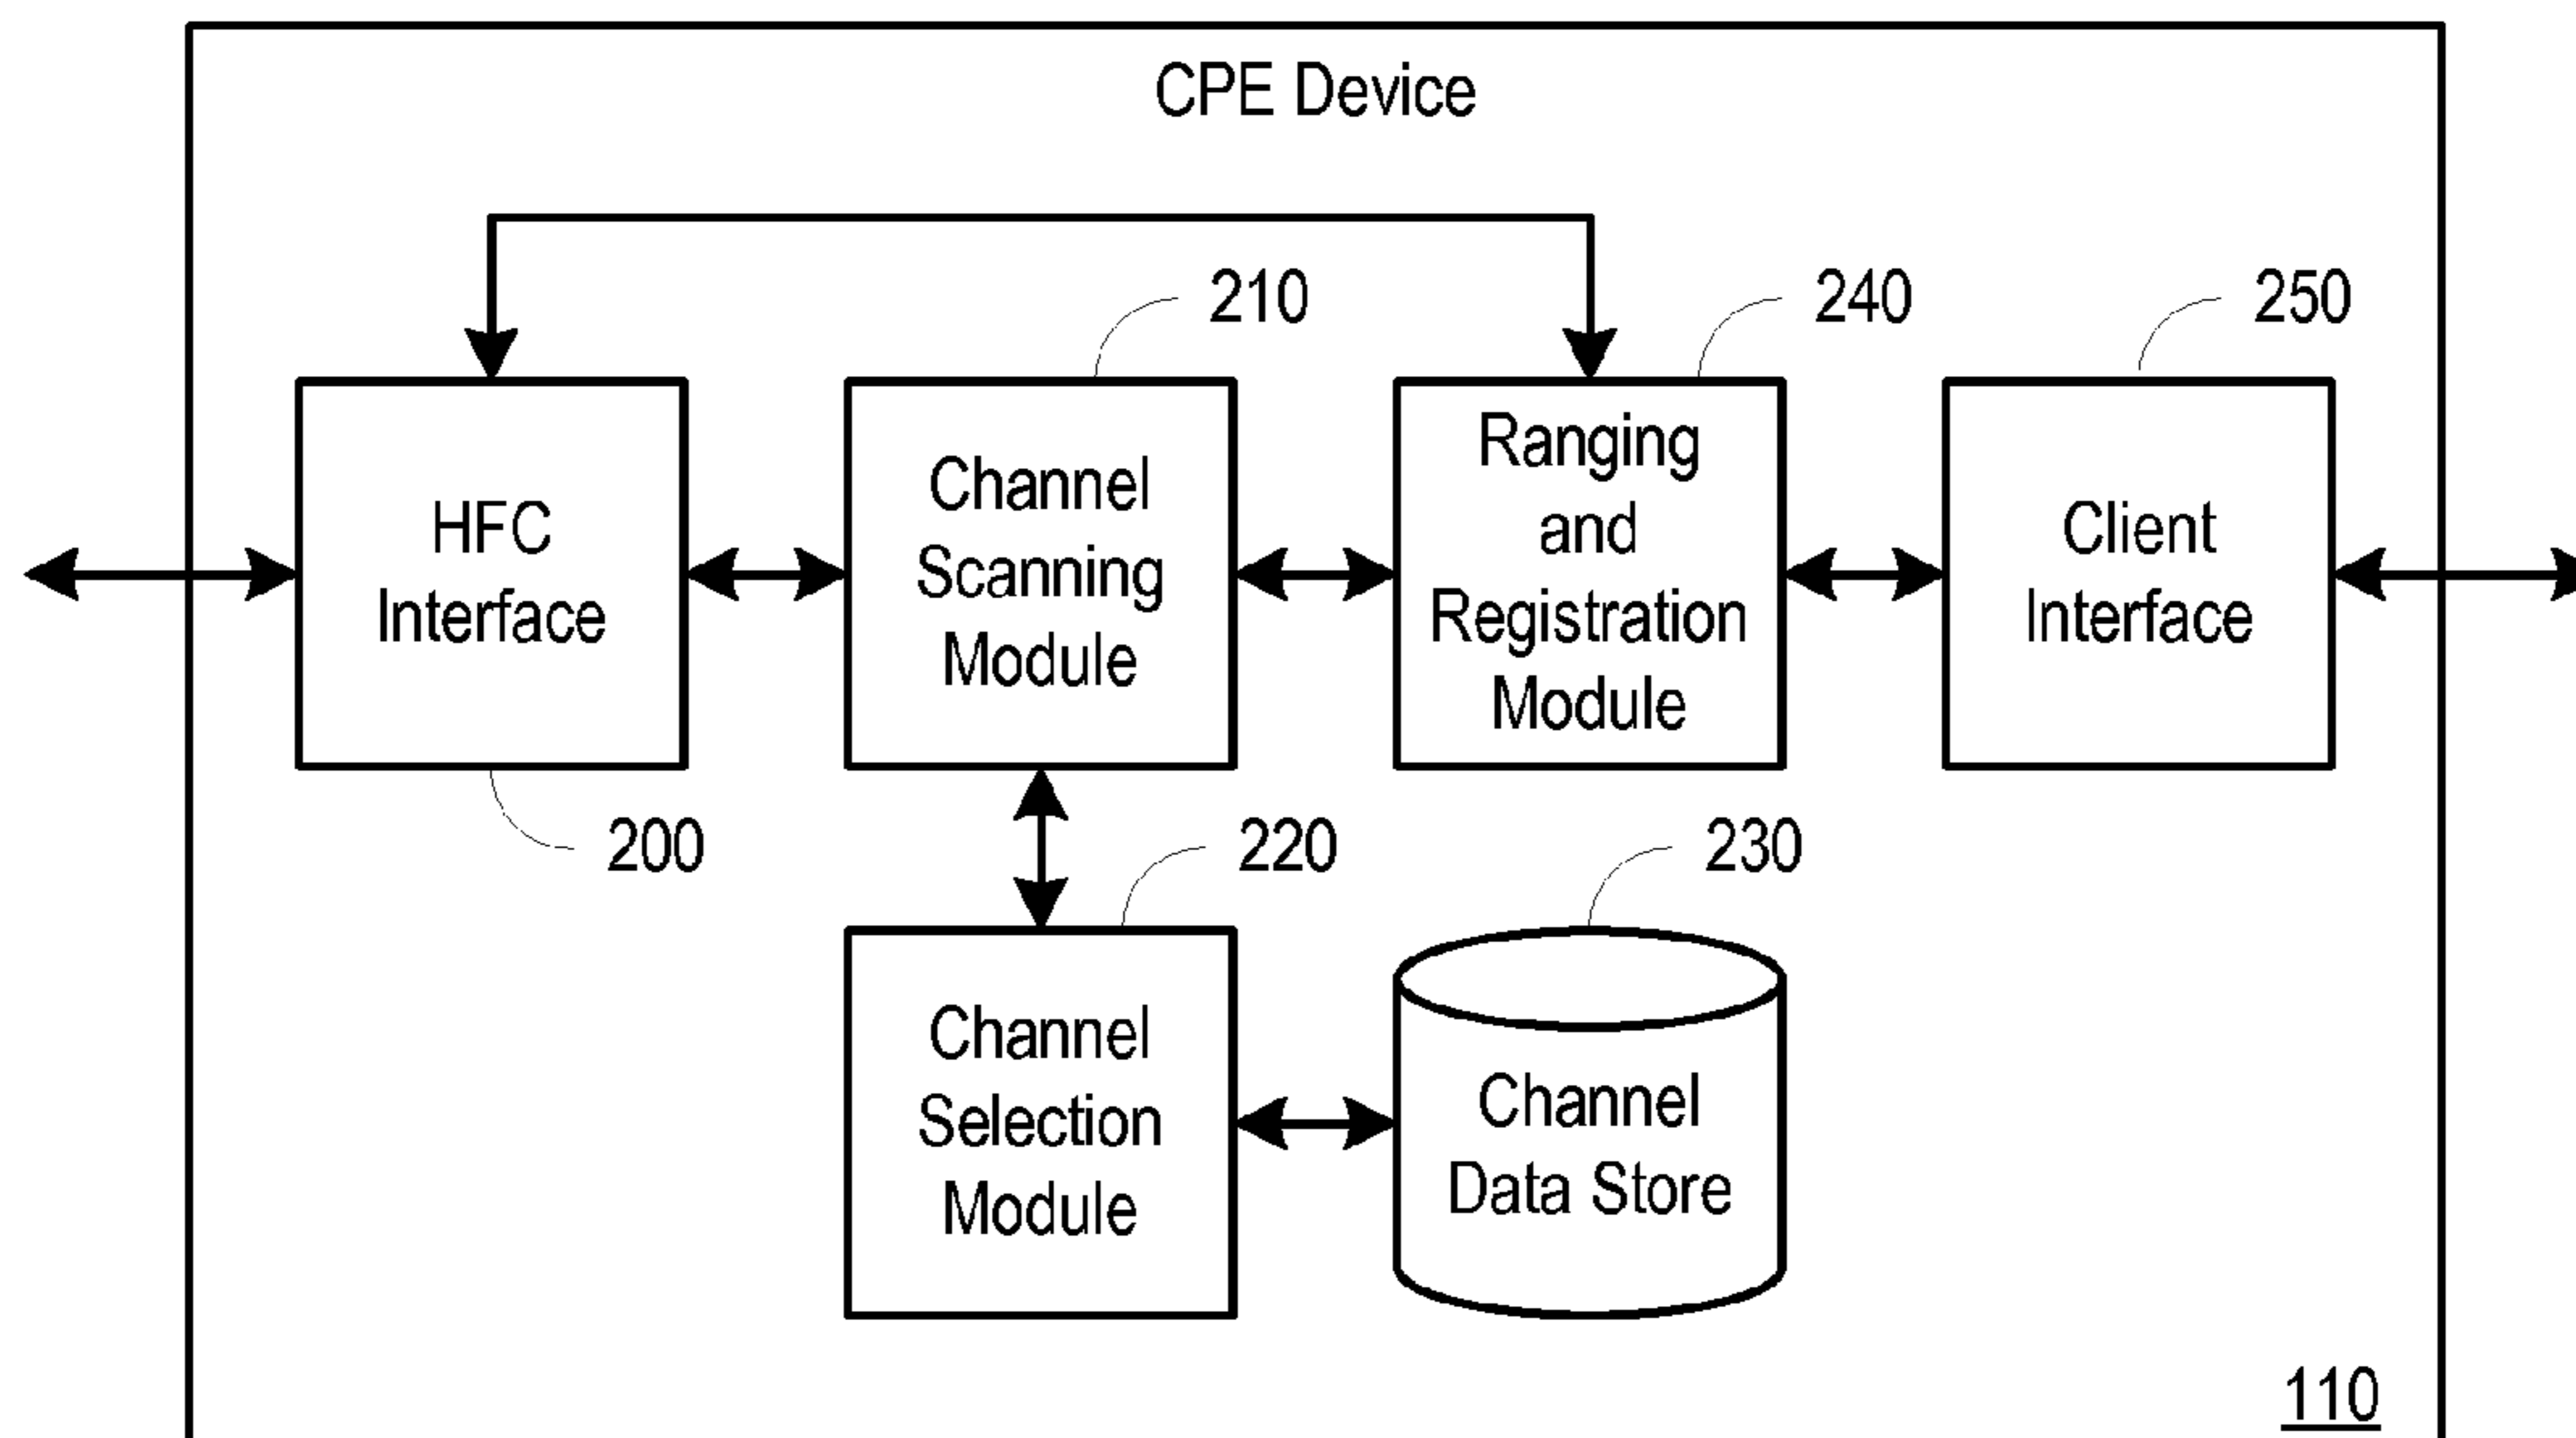 CPE Device
210
240
250
HFC
Interface
200
Channel
Scanning
Module
Ranging
and
Registration
Module
Client
Interface
220
230
Channel
Selection
Module
Channel
Data Store
110